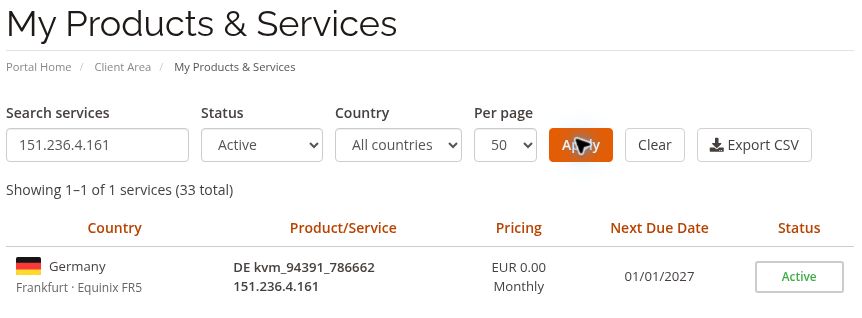 My Products & Services
Portal Home / Client Area / My Products & Services
Search services Status Country Per page
151.236.4.161 Active All countries 50 Apply Clear Export CSV
Showing 1–1 of 1 services (33 total)
Country Product/Service Pricing Next Due Date Status
Germany DE kvm_94391_786662 EUR 0.00 01/01/2027 Active
Frankfurt · Equinix FR5 151.236.4.161 Monthly